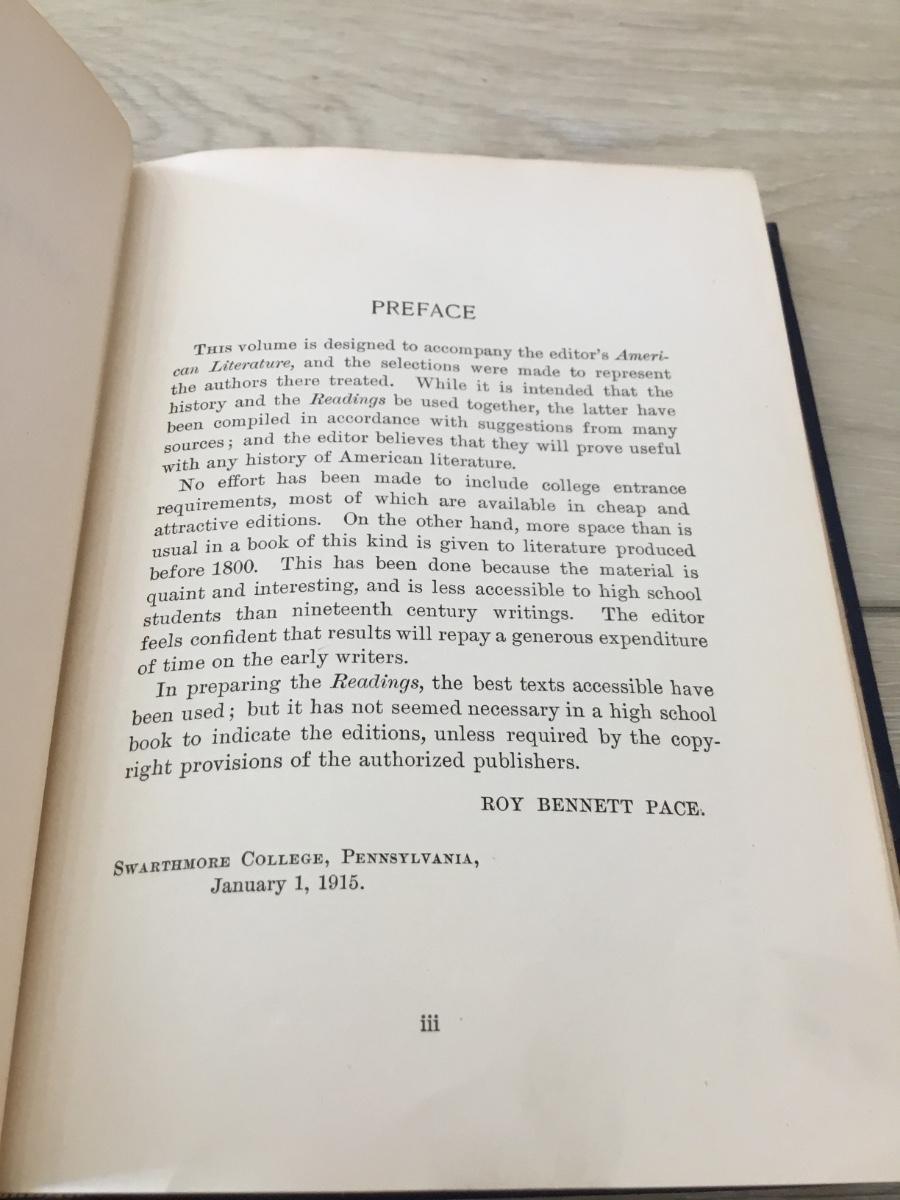 PREFACE
THIS volume is designed to accompany the editor's Ameri-
can Literature, and the selections were made to represent
the authors there treated. While it is intended that the
history and the Readings be used together, the latter have
been compiled in accordance with suggestions from many
sources; and the editor believes that they will prove useful
with any history of American literature.
No effort has been made to include college entrance
requirements, most of which are available in cheap and
attractive editions. On the other hand, more space than is
usual in a book of this kind is given to literature produced
before 1800. This has been done because the material is
quaint and interesting, and is less accessible to high school
students than nineteenth century writings. The editor
feels confident that results will repay a generous expenditure
of time on the early writers.
In preparing the Readings, the best texts accessible have
been used; but it has not seemed necessary in a high school
book to indicate the editions, unless required by the copy-
right provisions of the authorized publishers.
ROY BENNETT PACE.
SWARTHMORE COLLEGE, PENNSYLVANIA,
January 1, 1915.
iii